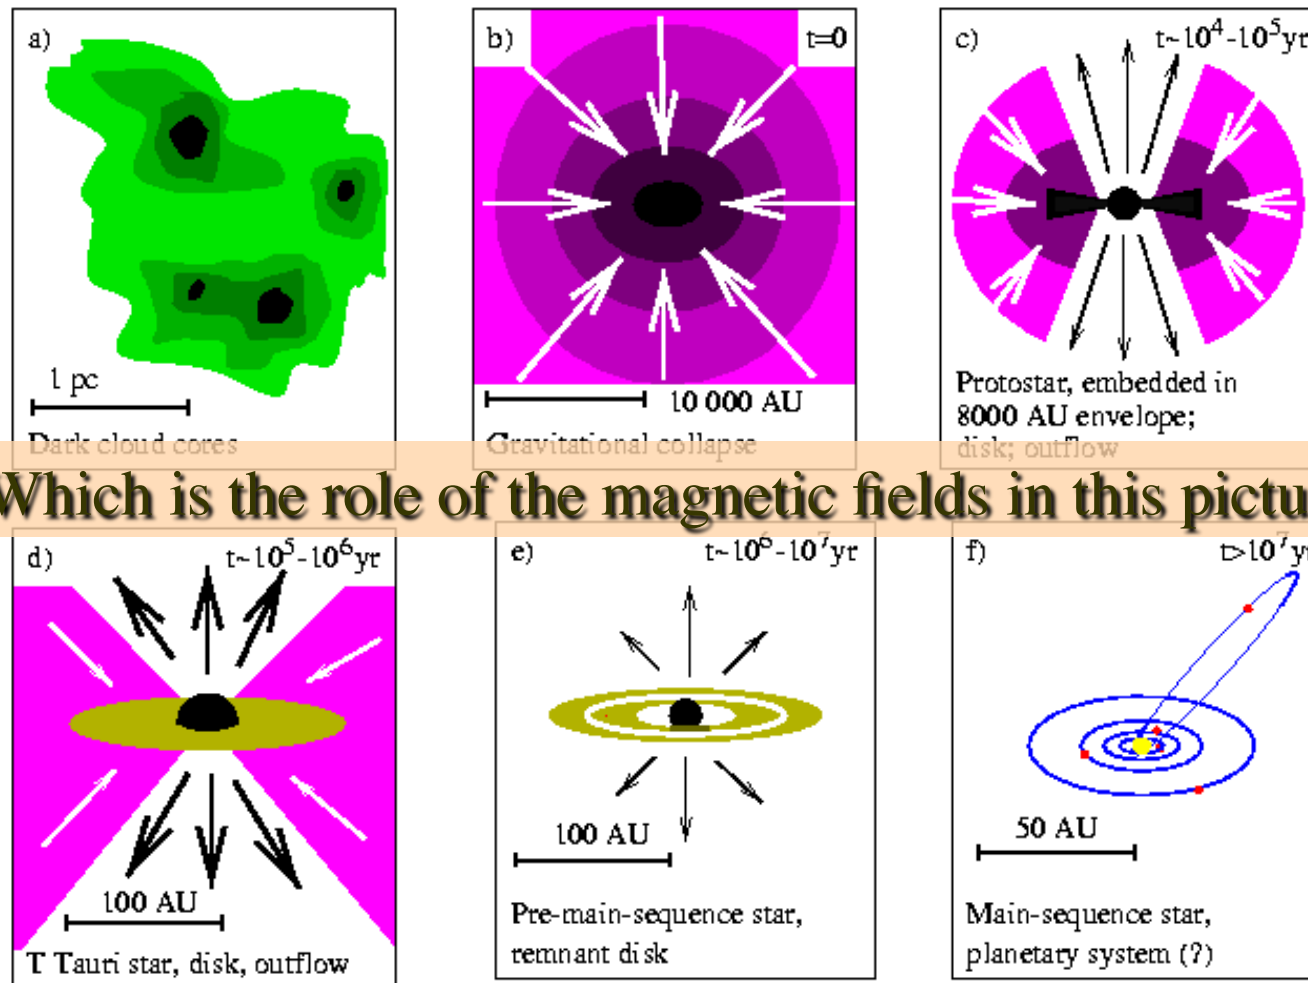 a)
1 pc
Dark cloud cores
b)
t=0
10 000 AU
Gravitational collapse
c)
t~10⁴-10⁵yr
Protostar, embedded in
8000 AU envelope;
disk; outflow
Which is the role of the magnetic fields in this pictu
d)
t~10⁵-10⁶yr
100 AU
T Tauri star, disk, outflow
e)
t~10⁶-10⁷yr
100 AU
Pre-main-sequence star,
remnant disk
f)
t>10⁷yr
50 AU
Main-sequence star,
planetary system (?)